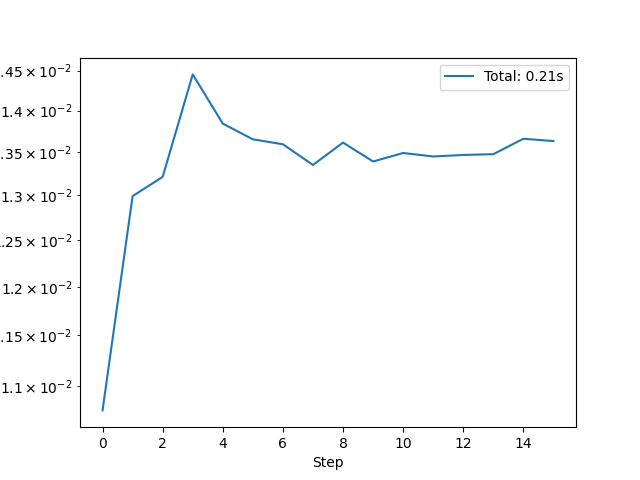 Total: 0.21s
.45 × 10⁻²
1.4 × 10⁻²
.35 × 10⁻²
1.3 × 10⁻²
.25 × 10⁻²
1.2 × 10⁻²
.15 × 10⁻²
1.1 × 10⁻²
0 2 4 6 8 10 12 14
Step